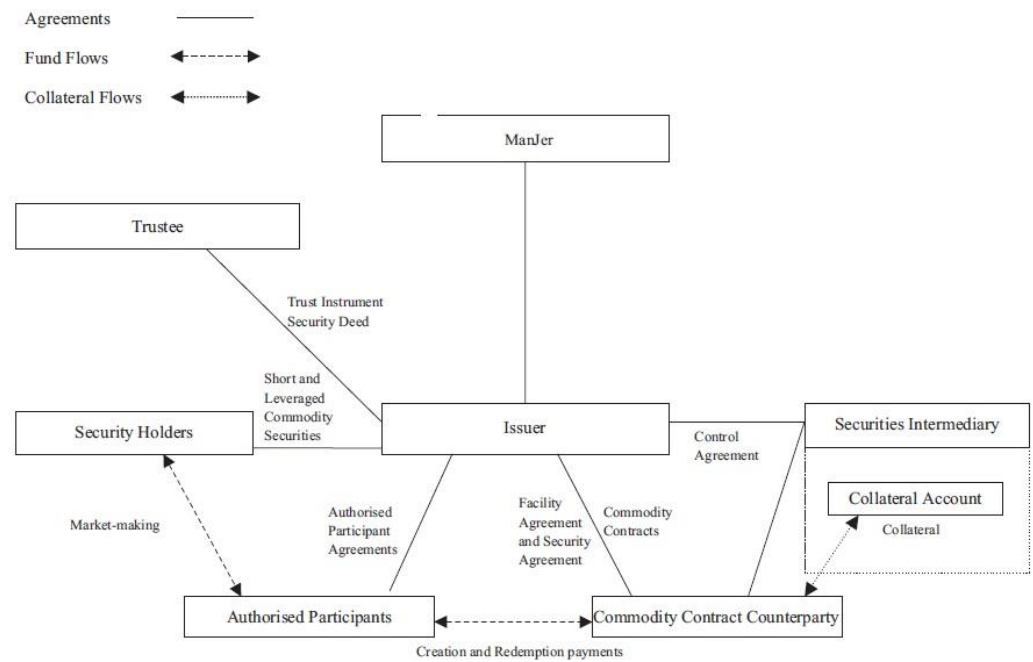 Agreements
Fund Flows
Collateral Flows
ManJer
Trustee
Trust Instrument
Security Deed
Short and
Leveraged
Commodity
Securities
Security Holders
Issuer
Securities Intermediary
Control
Agreement
Collateral Account
Collateral
Market-making
Authorised
Participant
Agreements
Facility
Agreement
and Security
Agreement
Commodity
Contracts
Authorised Participants
Commodity Contract Counterparty
Creation and Redemption payments